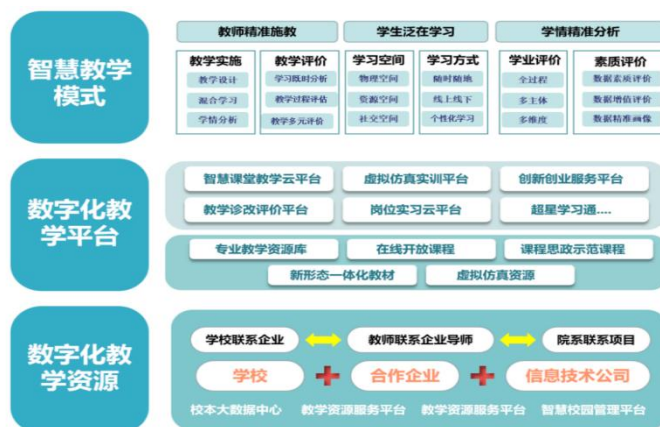 智慧教学
模式
教师精准施教
学生泛在学习
学情精准分析
教学实施
教学设计
混合学习
学情分析
教学评价
学习既时分析
教学过程评估
教学多元评价
学习空间
物理空间
资源空间
社交空间
学习方式
随时随地
线上线下
个性化学习
学业评价
全过程
多主体
多维度
素质评价
数据素质评价
数据增值评价
数据精准画像
数字化教
学平台
智慧课堂教学云平台
虚拟仿真实训平台
创新创业服务平台
教学诊改评价平台
岗位实习云平台
超星学习通....
专业教学资源库
在线开放课程
课程思政示范课程
新形态一体化教材
虚拟仿真资源
数字化教
学资源
学校联系企业
教师联系企业导师
院系联系项目
学校 + 合作企业 + 信息技术公司
校本大数据中心
教学资源服务平台
教学资源服务平台
智慧校园管理平台